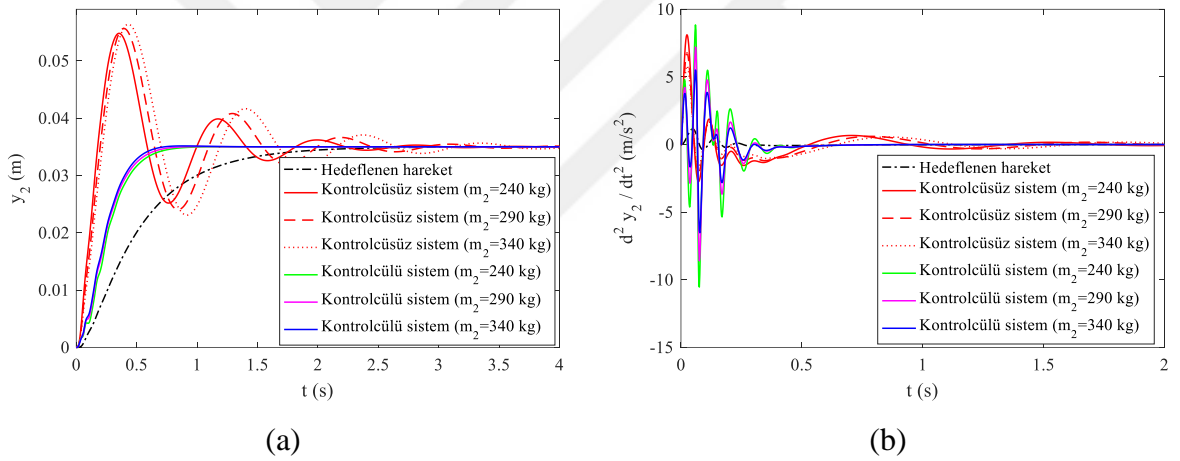 0.05
0.04
0.03
0.02
0.01
0
y2 (m)
Hedeflenen hareket
Kontrolcüsüz sistem (m2=240 kg)
Kontrolcüsüz sistem (m2=290 kg)
Kontrolcüsüz sistem (m2=340 kg)
Kontrolcülü sistem (m2=240 kg)
Kontrolcülü sistem (m2=290 kg)
Kontrolcülü sistem (m2=340 kg)
0 0.5 1 1.5 2 2.5 3 3.5 4
t (s)
(a)
10
5
0
-5
-10
-15
d² y2 / dt² (m/s²)
Hedeflenen hareket
Kontrolcüsüz sistem (m2=240 kg)
Kontrolcüsüz sistem (m2=290 kg)
Kontrolcüsüz sistem (m2=340 kg)
Kontrolcülü sistem (m2=240 kg)
Kontrolcülü sistem (m2=290 kg)
Kontrolcülü sistem (m2=340 kg)
0 0.5 1 1.5 2
t (s)
(b)